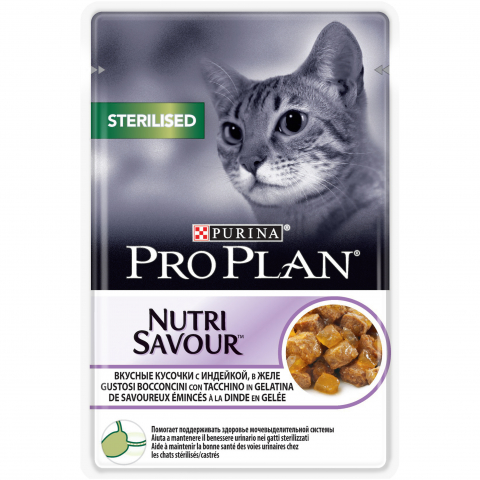 STERILISED
PURINA®
PRO PLAN®
NUTRI
SAVOUR™
ВКУСНЫЕ КУСОЧКИ С ИНДЕЙКОЙ, В ЖЕЛЕ
GUSTOSI BOCCONCINI CON TACCHINO IN GELATINA
DE SAVOUREUX ÉMINCÉS À LA DINDE EN GELÉE
Помогает поддерживать здоровье мочевыделительной системы
Aiuta a mantenere il benessere urinario nei gatti sterilizzati
Aide à maintenir la bonne santé des voies urinaires chez
les chats stérilisés/castrés